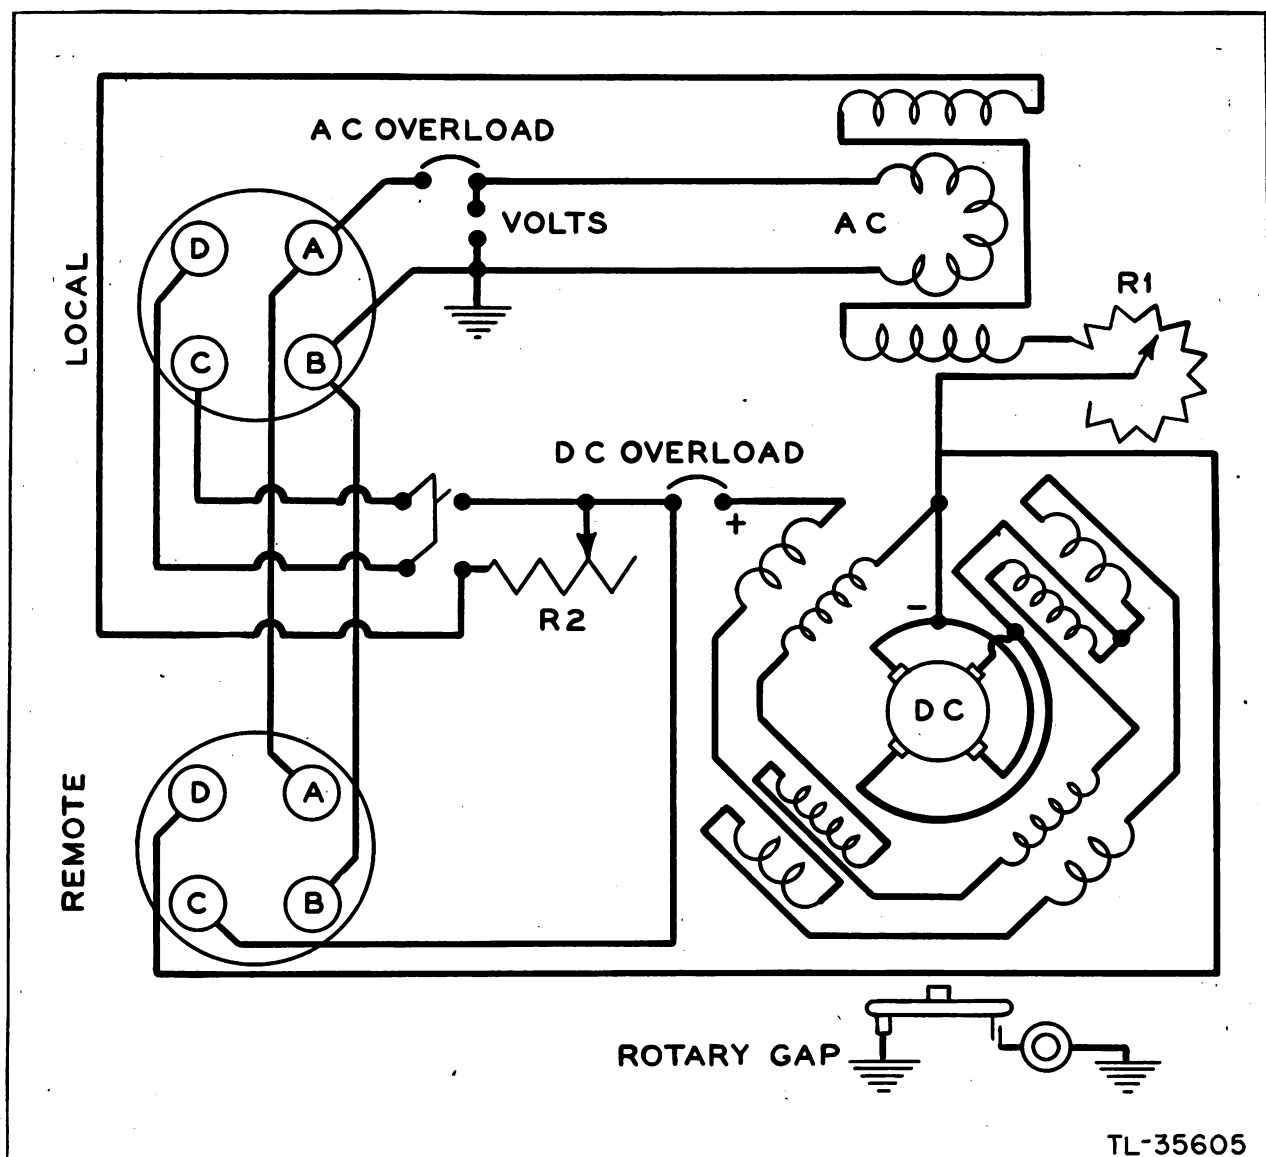 A C OVERLOAD
VOLTS
A C
D
A
C
B
LOCAL
R1
D C OVERLOAD
+
R2
−
D C
REMOTE
D
A
C
B
ROTARY GAP
TL-35605